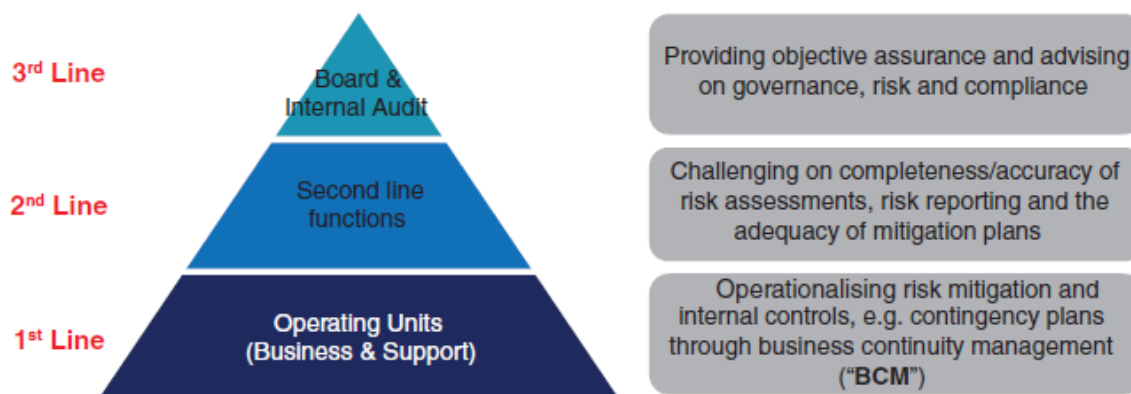 3rd Line
Board &
Internal Audit
Providing objective assurance and advising
on governance, risk and compliance
2nd Line
Second line
functions
Challenging on completeness/accuracy of
risk assessments, risk reporting and the
adequacy of mitigation plans
1st Line
Operating Units
(Business & Support)
Operationalising risk mitigation and
internal controls, e.g. contingency plans
through business continuity management
(“BCM”)